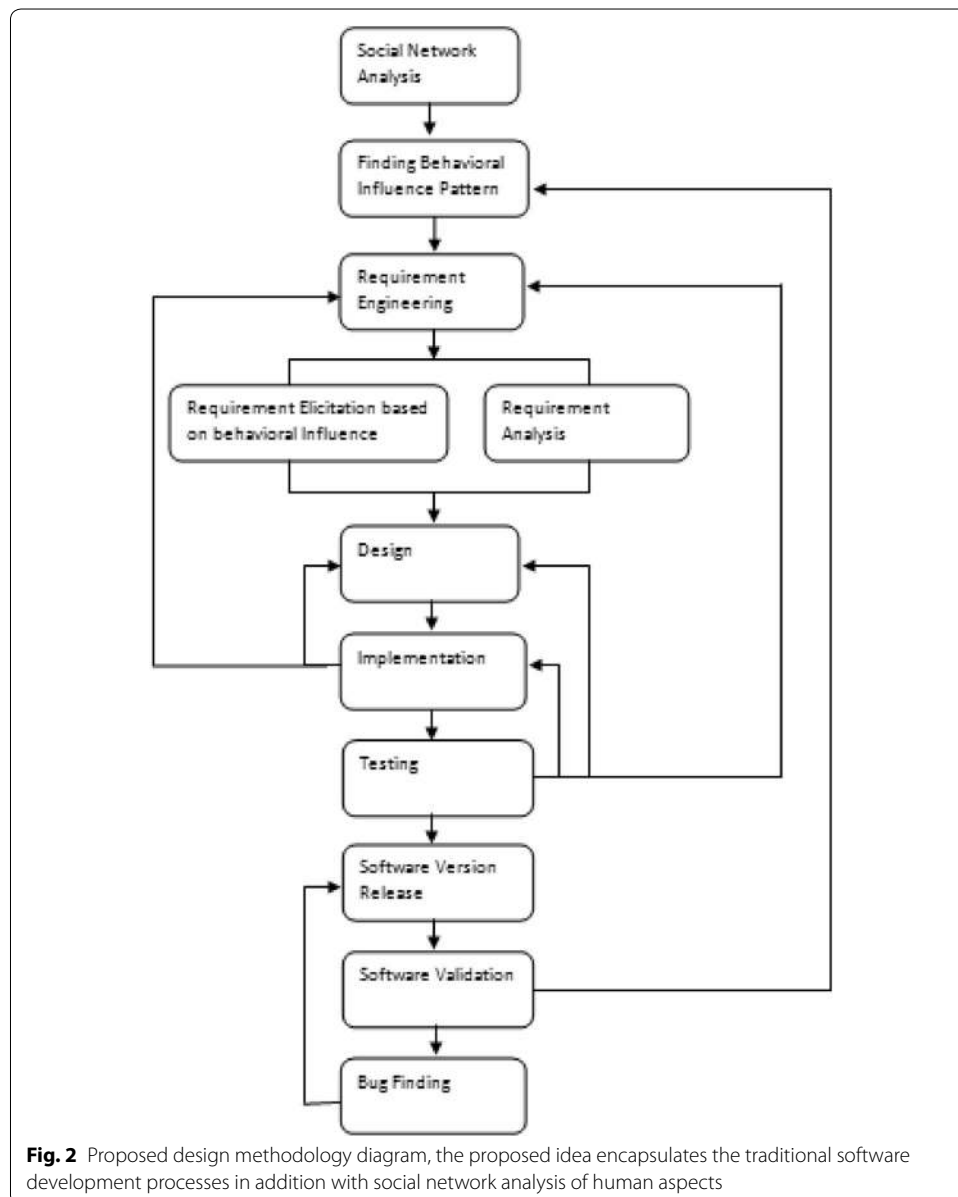 Social Network
Analysis
Finding Behavioral
Influence Pattern
Requirement
Engineering
Requirement Elicitation based
on behavioral Influence
Requirement
Analysis
Design
Implementation
Testing
Software Version
Release
Software Validation
Bug Finding
Fig. 2 Proposed design methodology diagram, the proposed idea encapsulates the traditional software
development processes in addition with social network analysis of human aspects